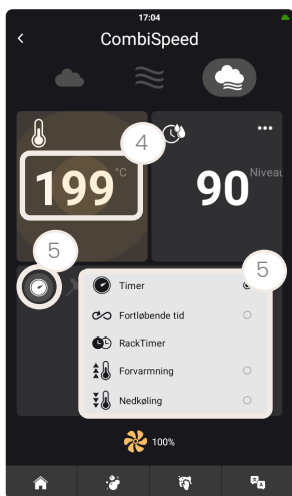 17:04
CombiSpeed
4
199 °C
90 Niveau
5
5
Timer
Fortløbende tid
RackTimer
Forvarmning
Nedkøling
100%